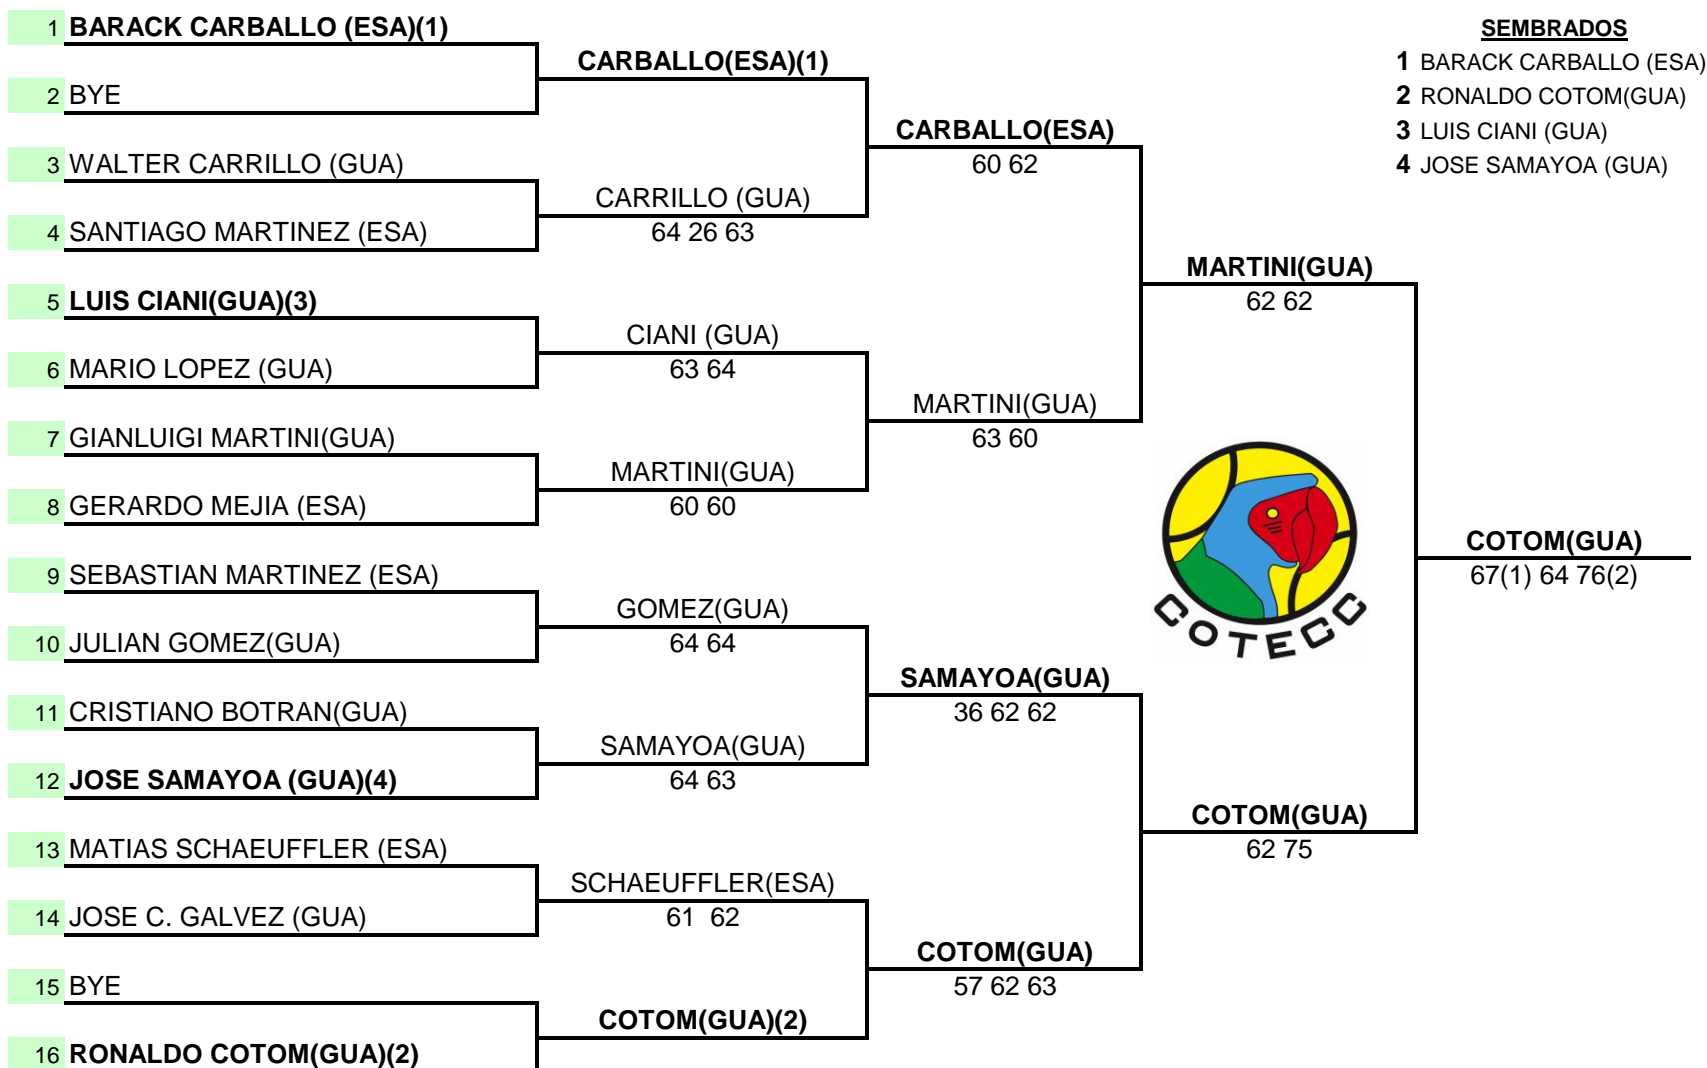 1 BARACK CARBALLO (ESA)(1)
2 BYE
3 WALTER CARRILLO (GUA)
4 SANTIAGO MARTINEZ (ESA)
5 LUIS CIANI(GUA)(3)
6 MARIO LOPEZ (GUA)
7 GIANLUIGI MARTINI(GUA)
8 GERARDO MEJIA (ESA)
9 SEBASTIAN MARTINEZ (ESA)
10 JULIAN GOMEZ(GUA)
11 CRISTIANO BOTRAN(GUA)
12 JOSE SAMAYOA (GUA)(4)
13 MATIAS SCHAEUFFLER (ESA)
14 JOSE C. GALVEZ (GUA)
15 BYE
16 RONALDO COTOM(GUA)(2)
CARBALLO(ESA)(1)
CARRILLO (GUA)
64 26 63
CIANI (GUA)
63 64
MARTINI(GUA)
60 60
GOMEZ(GUA)
64 64
SAMAYOA(GUA)
64 63
SCHAEUFFLER(ESA)
61 62
COTOM(GUA)(2)
CARBALLO(ESA)
60 62
MARTINI(GUA)
63 60
SAMAYOA(GUA)
36 62 62
COTOM(GUA)
57 62 63
MARTINI(GUA)
62 62
COTOM(GUA)
62 75
COTOM(GUA)
67(1) 64 76(2)
SEMBRADOS
1 BARACK CARBALLO (ESA)
2 RONALDO COTOM(GUA)
3 LUIS CIANI (GUA)
4 JOSE SAMAYOA (GUA)
COTECC